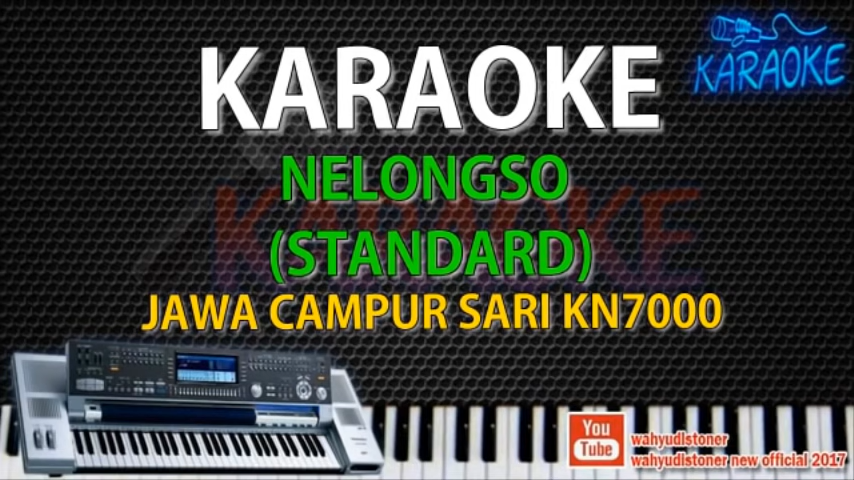 KARAOKE
KARAOKE
NELONGSO
KARAOKE
(STANDARD)
JAWA CAMPUR SARI KN7000
You
Tube
wahyudistoner
wahyudistoner new official 2017